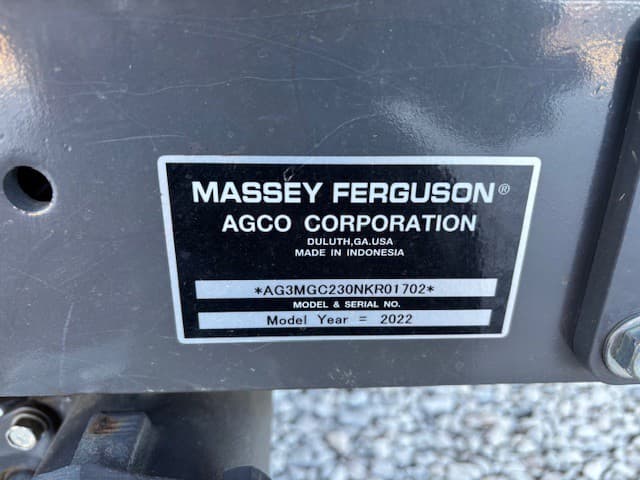 MASSEY FERGUSON®
AGCO CORPORATION
DULUTH,GA.USA
MADE IN INDONESIA
*AG3MGC230NKR01702*
MODEL & SERIAL NO.
Model Year = 2022